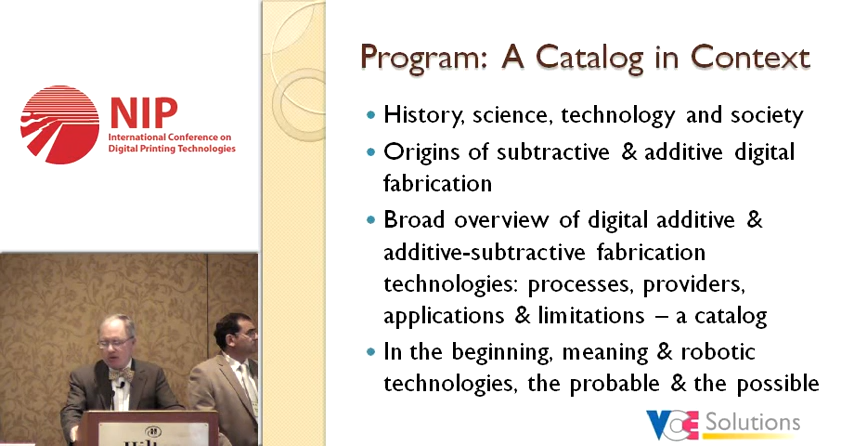 Program: A Catalog in Context
NIP
International Conference on
Digital Printing Technologies
• History, science, technology and society
• Origins of subtractive & additive digital
fabrication
• Broad overview of digital additive &
additive-subtractive fabrication
technologies: processes, providers,
applications & limitations – a catalog
• In the beginning, meaning & robotic
technologies, the probable & the possible
VCE Solutions